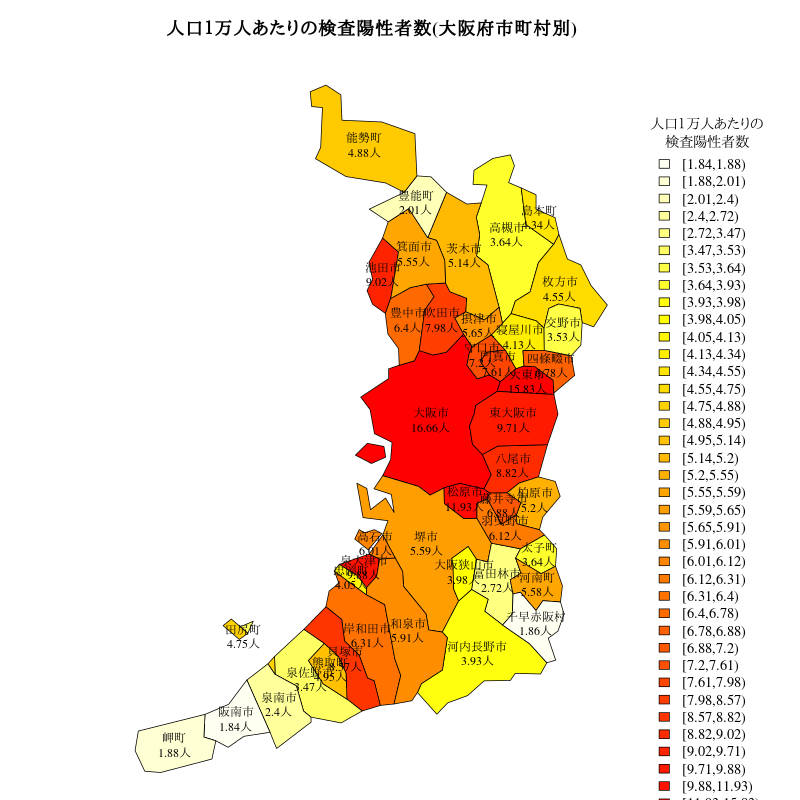 人口1万人あたりの検査陽性者数(大阪府市町村別)
能勢町
4.88人
豊能町
2.01人
島本町
4.34人
高槻市
3.64人
箕面市
5.55人
茨木市
5.14人
池田市
9.02人
枚方市
4.55人
豊中市
6.4人
吹田市
7.98人
摂津市
5.65人
寝屋川市
4.13人
交野市
3.53人
守口市
門真市
7.61人
四條畷市
大東市
15.83人
大阪市
16.66人
東大阪市
9.71人
八尾市
8.82人
松原市
11.93人
藤井寺市
6.88人
柏原市
5.2人
羽曳野市
6.12人
高石市
6.01人
堺市
5.59人
太子町
3.64人
泉大津市
9.88人
4.05人
大阪狭山市
3.98人
富田林市
2.72人
河南町
5.58人
千早赤阪村
1.86人
田尻町
4.75人
岸和田市
6.31人
和泉市
5.91人
貝塚市
8.57人
熊取町
4.95人
河内長野市
3.93人
泉佐野市
3.47人
泉南市
2.4人
阪南市
1.84人
岬町
1.88人
人口1万人あたりの
検査陽性者数
[1.84,1.88)
[1.88,2.01)
[2.01,2.4)
[2.4,2.72)
[2.72,3.47)
[3.47,3.53)
[3.53,3.64)
[3.64,3.93)
[3.93,3.98)
[3.98,4.05)
[4.05,4.13)
[4.13,4.34)
[4.34,4.55)
[4.55,4.75)
[4.75,4.88)
[4.88,4.95)
[4.95,5.14)
[5.14,5.2)
[5.2,5.55)
[5.55,5.59)
[5.59,5.65)
[5.65,5.91)
[5.91,6.01)
[6.01,6.12)
[6.12,6.31)
[6.31,6.4)
[6.4,6.78)
[6.78,6.88)
[6.88,7.2)
[7.2,7.61)
[7.61,7.98)
[7.98,8.57)
[8.57,8.82)
[8.82,9.02)
[9.02,9.71)
[9.71,9.88)
[9.88,11.93)